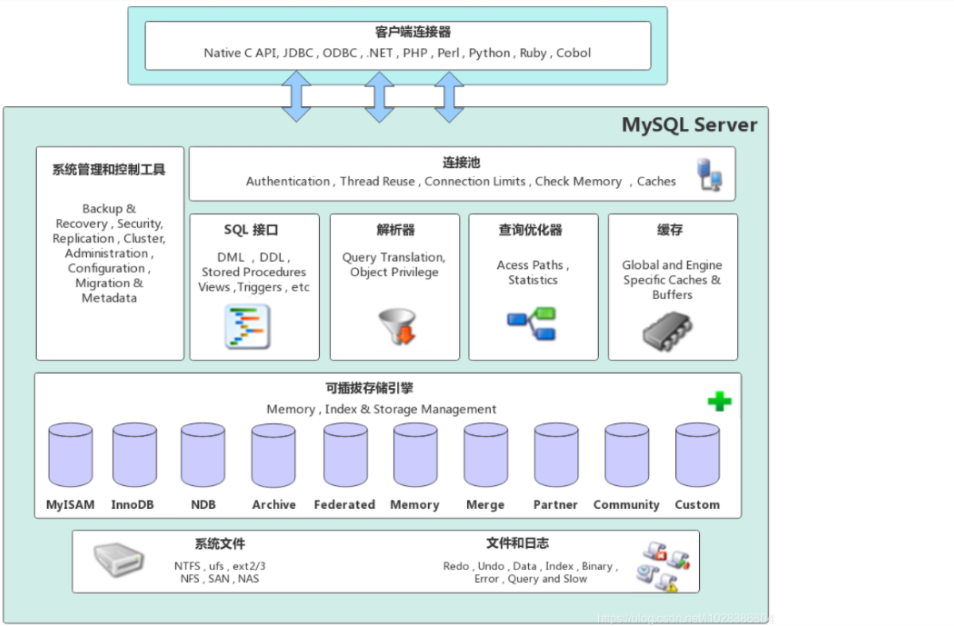 客户端连接器
Native C API, JDBC , ODBC , .NET , PHP , Perl , Python , Ruby , Cobol
MySQL Server
系统管理和控制工具
Backup &
Recovery , Security,
Replication , Cluster,
Administration ,
Configuration ,
Migration &
Metadata
连接池
Authentication , Thread Reuse , Connection Limits , Check Memory , Caches
SQL 接口
DML , DDL ,
Stored Procedures
Views ,Triggers , etc
解析器
Query Translation,
Object Privilege
查询优化器
Acess Paths ,
Statistics
缓存
Global and Engine
Specific Caches &
Buffers
可插拔存储引擎
Memory , Index & Storage Management
MyISAM InnoDB NDB Archive Federated Memory Merge Partner Community Custom
系统文件
NTFS , ufs , ext2/3
NFS , SAN , NAS
文件和日志
Redo , Undo , Data , Index , Binary ,
Error , Query and Slow